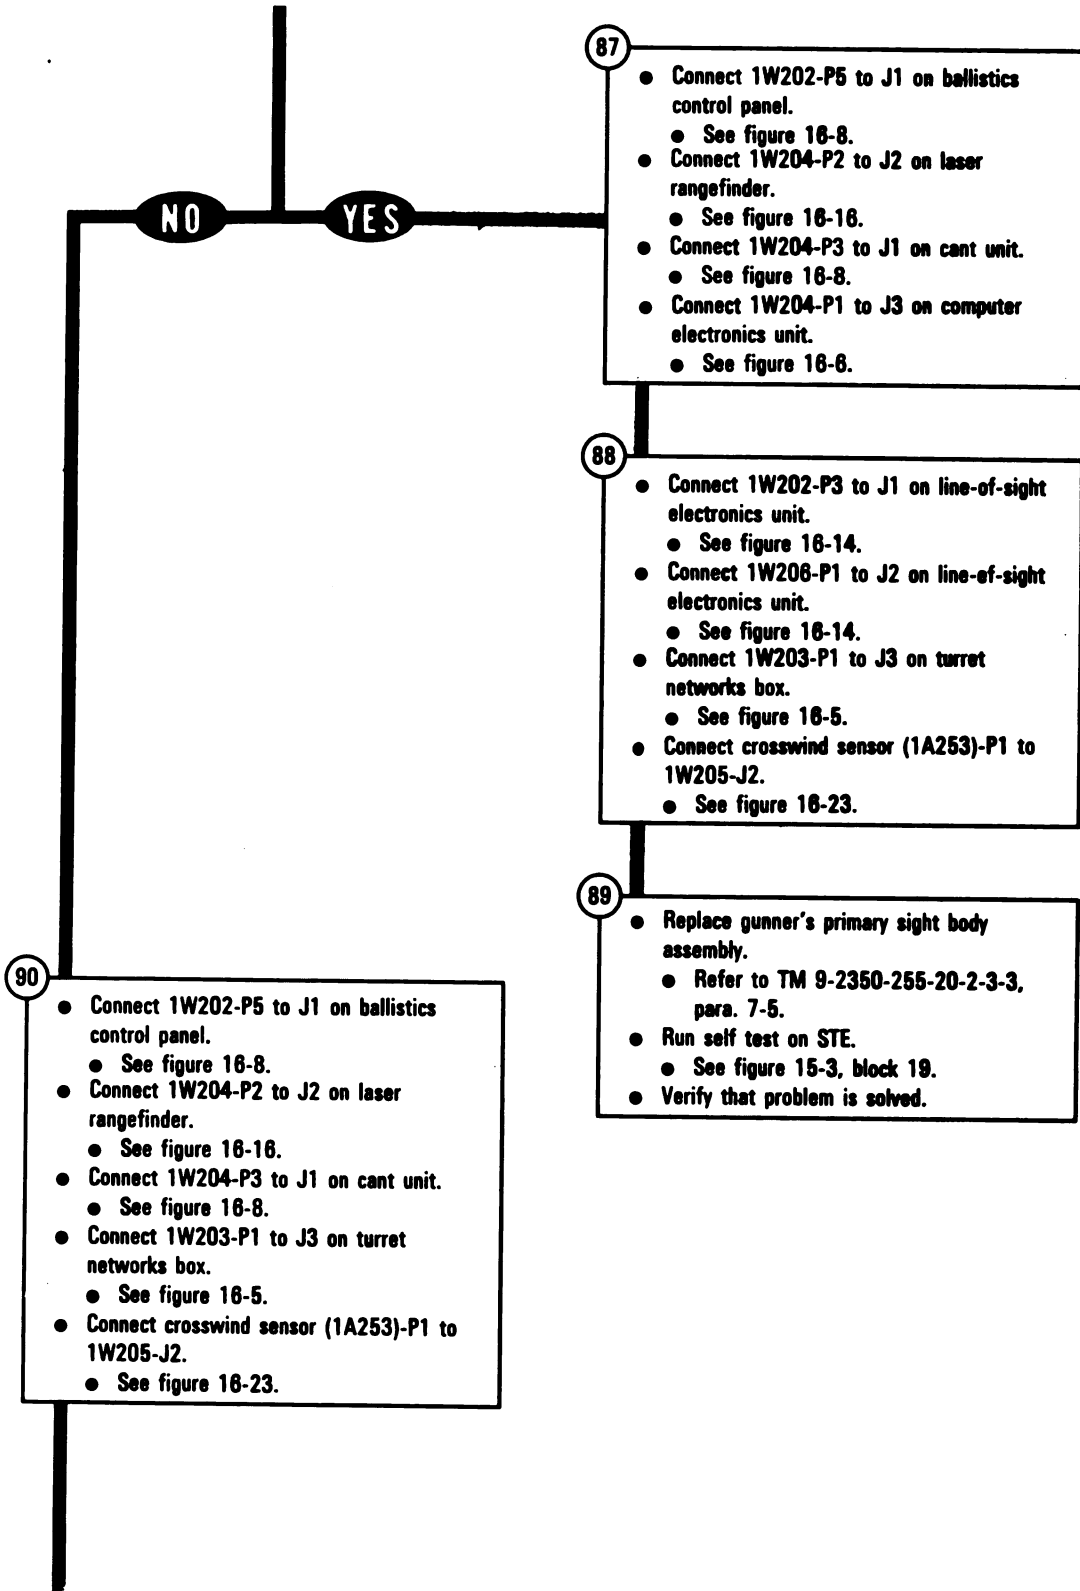 NO
YES
87
● Connect 1W202-P5 to J1 on ballistics
control panel.
● See figure 16-8.
● Connect 1W204-P2 to J2 on laser
rangefinder.
● See figure 16-16.
● Connect 1W204-P3 to J1 on cant unit.
● See figure 16-8.
● Connect 1W204-P1 to J3 on computer
electronics unit.
● See figure 16-6.
88
● Connect 1W202-P3 to J1 on line-of-sight
electronics unit.
● See figure 16-14.
● Connect 1W206-P1 to J2 on line-of-sight
electronics unit.
● See figure 16-14.
● Connect 1W203-P1 to J3 on turret
networks box.
● See figure 16-5.
● Connect crosswind sensor (1A253)-P1 to
1W205-J2.
● See figure 16-23.
89
● Replace gunner's primary sight body
assembly.
● Refer to TM 9-2350-255-20-2-3-3,
para. 7-5.
● Run self test on STE.
● See figure 15-3, block 19.
● Verify that problem is solved.
90
● Connect 1W202-P5 to J1 on ballistics
control panel.
● See figure 16-8.
● Connect 1W204-P2 to J2 on laser
rangefinder.
● See figure 16-16.
● Connect 1W204-P3 to J1 on cant unit.
● See figure 16-8.
● Connect 1W203-P1 to J3 on turret
networks box.
● See figure 16-5.
● Connect crosswind sensor (1A253)-P1 to
1W205-J2.
● See figure 16-23.